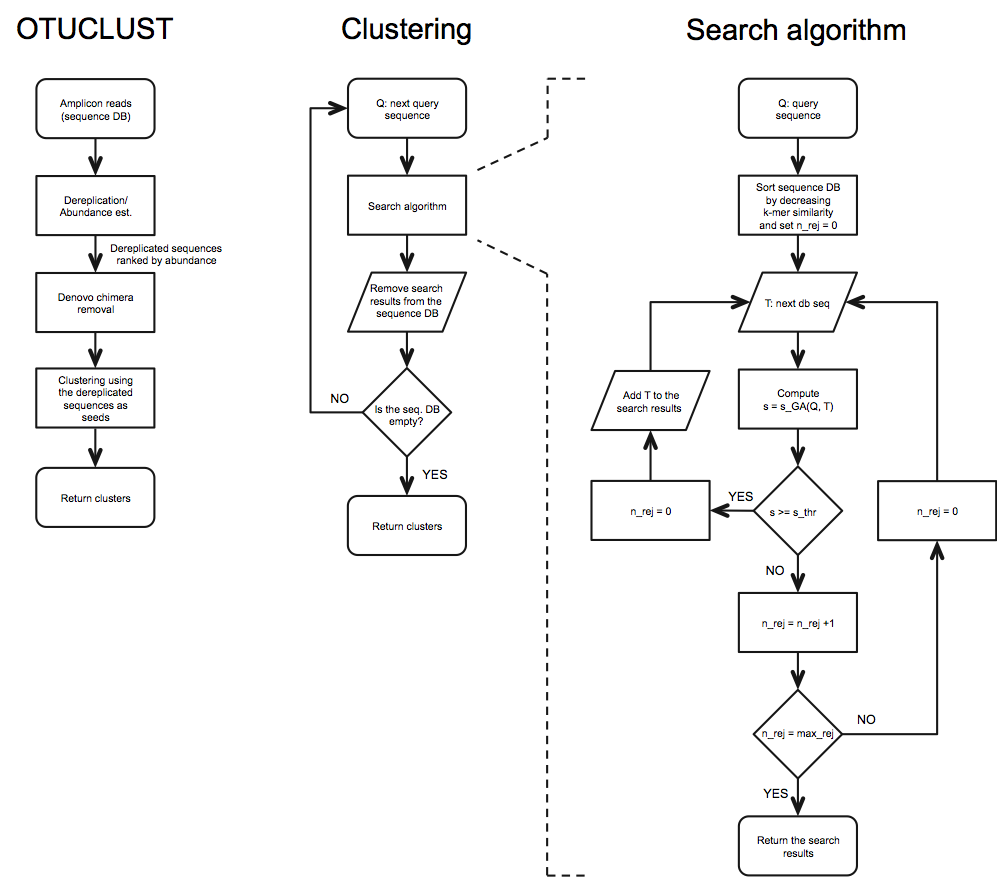 OTUCLUST
Amplicon reads
(sequence DB)
Dereplication/
Abundance est.
Dereplicated sequences
ranked by abundance
Denovo chimera
removal
Clustering using
the dereplicated
sequences as
seeds
Return clusters
Clustering
Q: next query
sequence
Search algorithm
Remove search
results from the
sequence DB
Is the seq. DB
empty?
NO
YES
Return clusters
Search algorithm
Q: query
sequence
Sort sequence DB
by decreasing
k-mer similarity
and set n_rej = 0
T: next db seq
Compute
s = s_GA(Q, T)
s >= s_thr
YES
n_rej = 0
Add T to the
search results
NO
n_rej = n_rej +1
n_rej = max_rej
NO
n_rej = 0
YES
Return the search
results